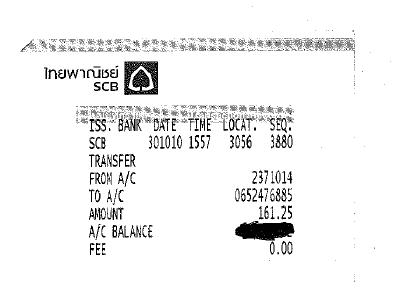 ไทยพาณิชย์
SCB
ISS. BANK DATE TIME LOCAT. SEQ.
SCB 301010 1557 3056 3880
TRANSFER
FROM A/C 2371014
TO A/C 0652476885
AMOUNT 161.25
A/C BALANCE
FEE 0.00